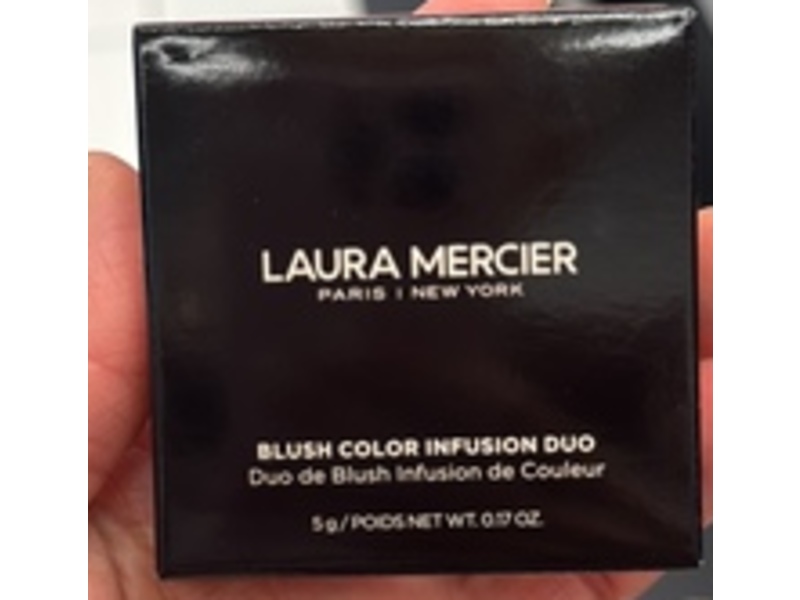 LAURA MERCIER
PARIS | NEW YORK
BLUSH COLOR INFUSION DUO
Duo de Blush Infusion de Couleur
5 g / POIDS NET WT. 0.17 OZ.